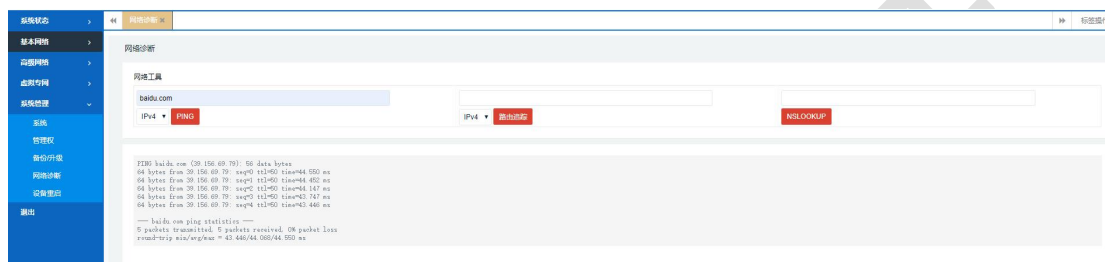 系统状态
网络诊断 ×
标签操作
基本网络
网络诊断
高级网络
虚拟专网
网络工具
系统管理
baidu.com
IPv4 PING
IPv4 路由追踪
NSLOOKUP
系统
管理权
备份/升级
网络诊断
设备重启
退出
PING baidu.com (39.156.69.79): 56 data bytes
64 bytes from 39.156.69.79: seq=0 ttl=50 time=44.550 ms
64 bytes from 39.156.69.79: seq=1 ttl=50 time=44.452 ms
64 bytes from 39.156.69.79: seq=2 ttl=50 time=44.147 ms
64 bytes from 39.156.69.79: seq=3 ttl=50 time=43.747 ms
64 bytes from 39.156.69.79: seq=4 ttl=50 time=43.446 ms
--- baidu.com ping statistics ---
5 packets transmitted, 5 packets received, 0% packet loss
round-trip min/avg/max = 43.446/44.068/44.550 ms